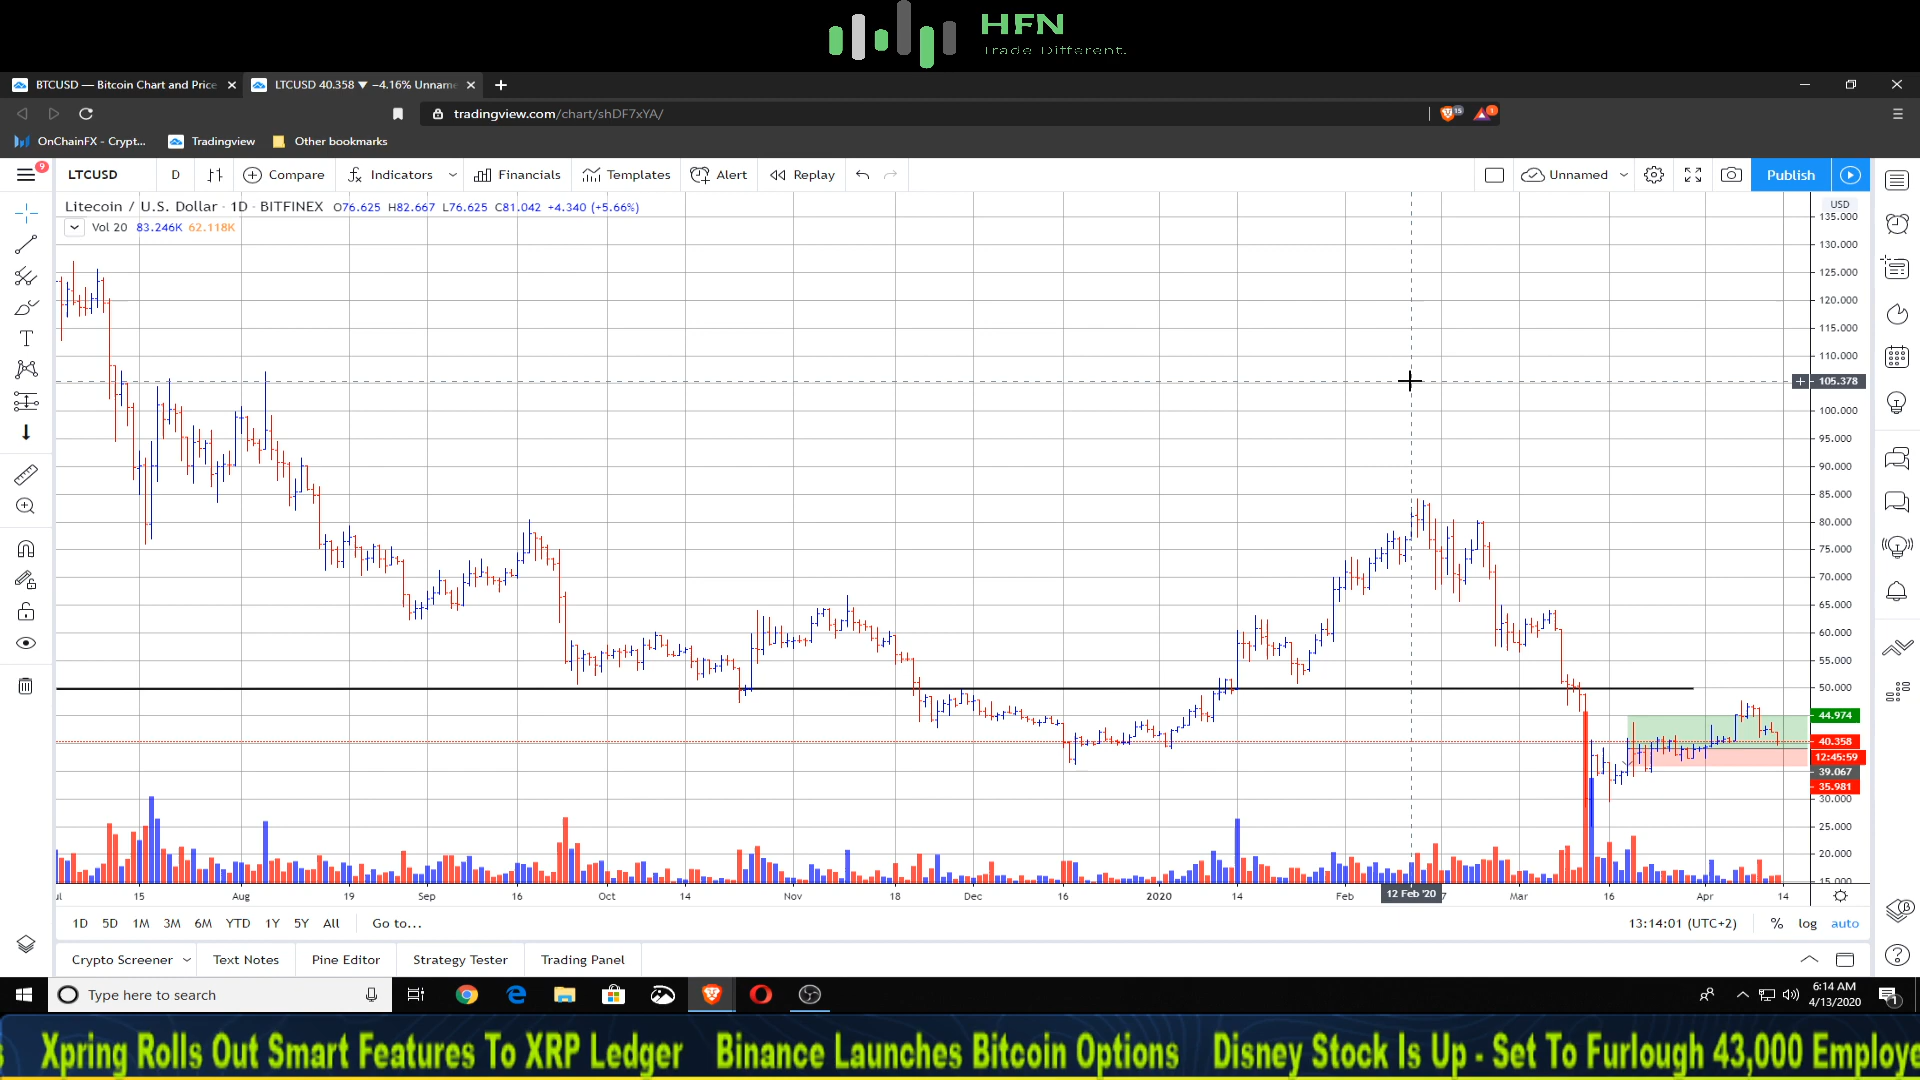 HFN
Trade Different.
BTCUSD — Bitcoin Chart and Price
LTCUSD 40.358 ▼ −4.16% Unname
tradingview.com/chart/shDF7xYA/
15
1
OnChainFX - Crypt...
Tradingview
Other bookmarks
9
LTCUSD
D
Compare
Indicators
Financials
Templates
Alert
Replay
Unnamed
Publish
Litecoin / U.S. Dollar · 1D · BITFINEX O76.625 H82.667 L76.625 C81.042 +4.340 (+5.66%)
Vol 20 83.246K 62.118K
USD
135.000
130.000
125.000
120.000
115.000
110.000
105.378
100.000
95.000
90.000
85.000
80.000
75.000
70.000
65.000
60.000
55.000
50.000
44.974
40.358
12:45:59
39.067
35.981
30.000
25.000
20.000
15.000
15 Aug 19 Sep 16 Oct 14 Nov 18 Dec 16 2020 14 Feb 12 Feb '20 7 Mar 16 Apr 14
1D 5D 1M 3M 6M YTD 1Y 5Y All Go to...
13:14:01 (UTC+2) % log auto
Crypto Screener Text Notes Pine Editor Strategy Tester Trading Panel
Type here to search
6:14 AM
4/13/2020
1
s Xpring Rolls Out Smart Features To XRP Ledger Binance Launches Bitcoin Options Disney Stock Is Up - Set To Furlough 43,000 Employe